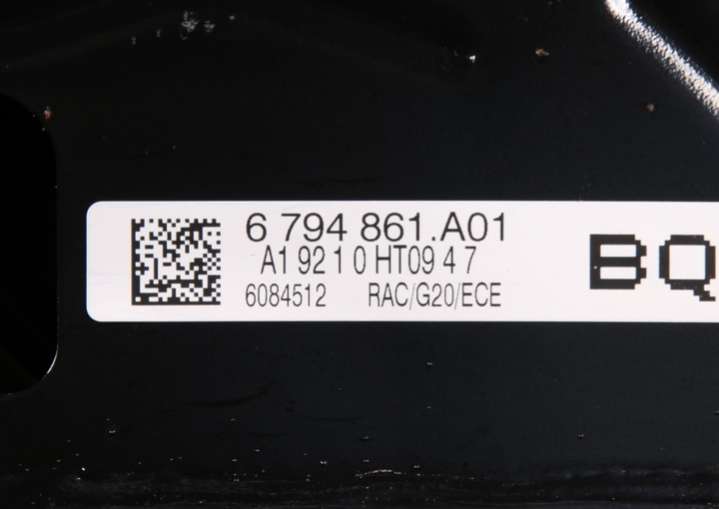 6 794 861.A01
A1 92 1 0 HT09 4 7
6084512 RAC/G20/ECE
BQ